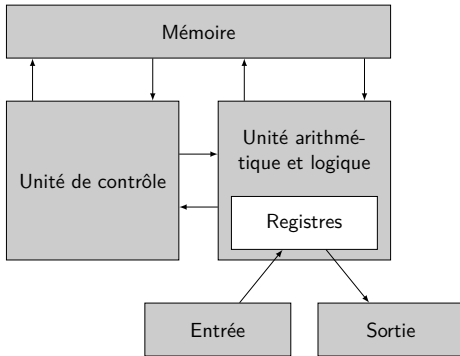 Mémoire
Unité de contrôle
Unité arithmé-
tique et logique
Registres
Entrée
Sortie